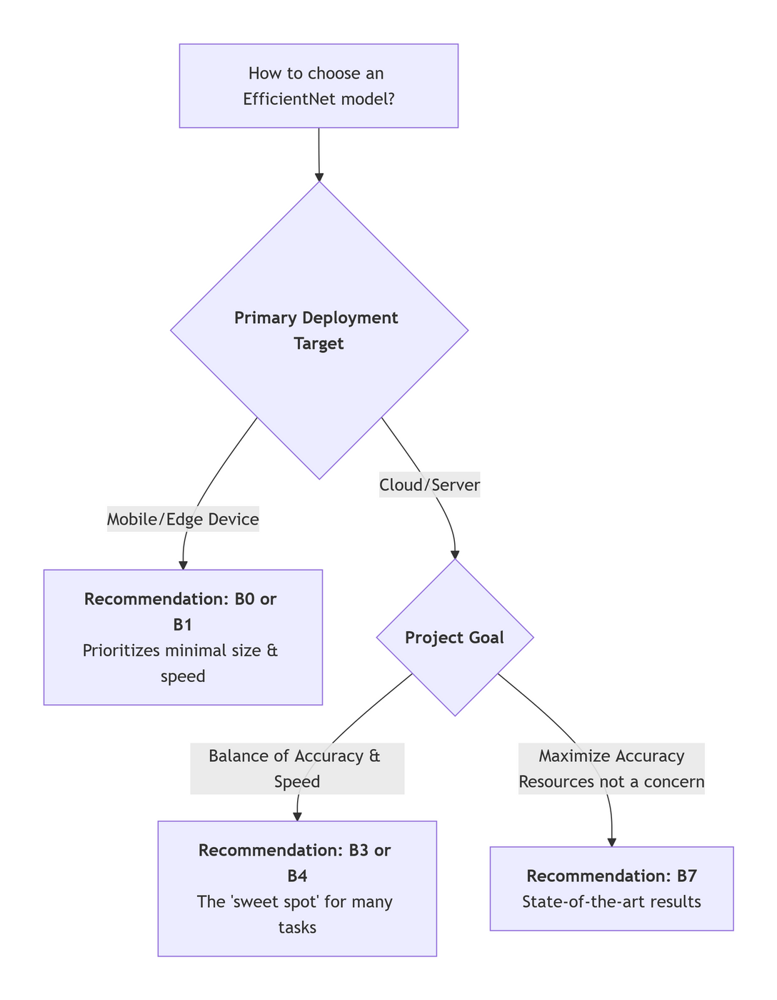 How to choose an
EfficientNet model?
Primary Deployment
Target
Cloud/Server
Mobile/Edge Device
Recommendation: B0 or
B1
Prioritizes minimal size &
speed
Project Goal
Balance of Accuracy &
Speed
Maximize Accuracy
Resources not a concern
Recommendation: B3 or
B4
The 'sweet spot' for many
tasks
Recommendation: B7
State-of-the-art results